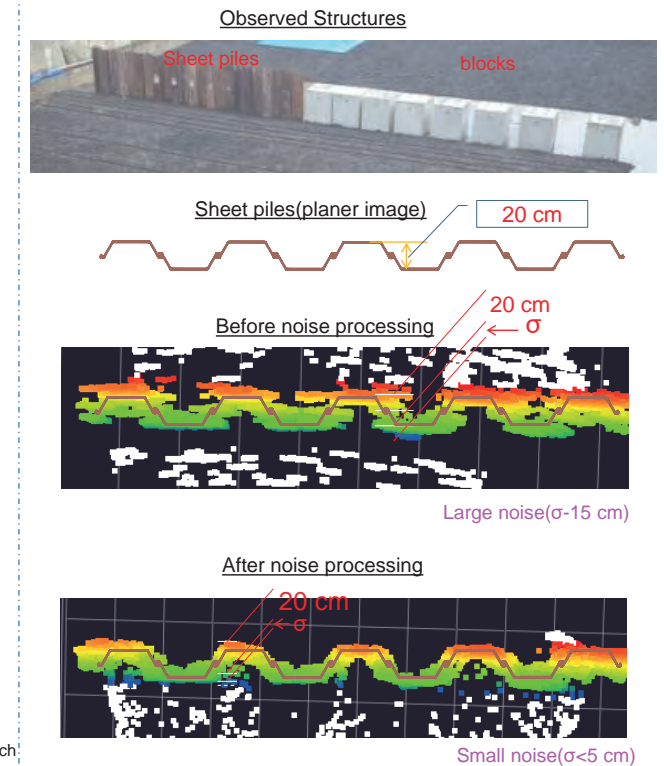 Observed Structures
Sheet piles
blocks
Sheet piles(planer image)
20 cm
20 cm
Before noise processing
σ
Large noise(σ-15 cm)
After noise processing
20 cm
σ
ch
Small noise(σ<5 cm)